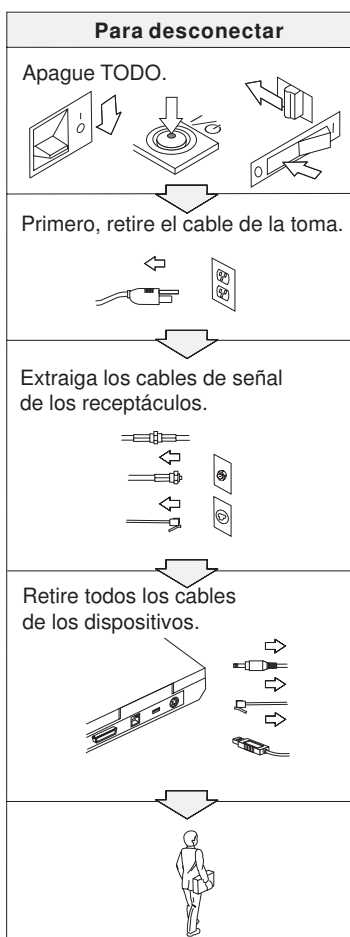 Para desconectar
Apague TODO.
Primero, retire el cable de la toma.
Extraiga los cables de señal
de los receptáculos.
Retire todos los cables
de los dispositivos.